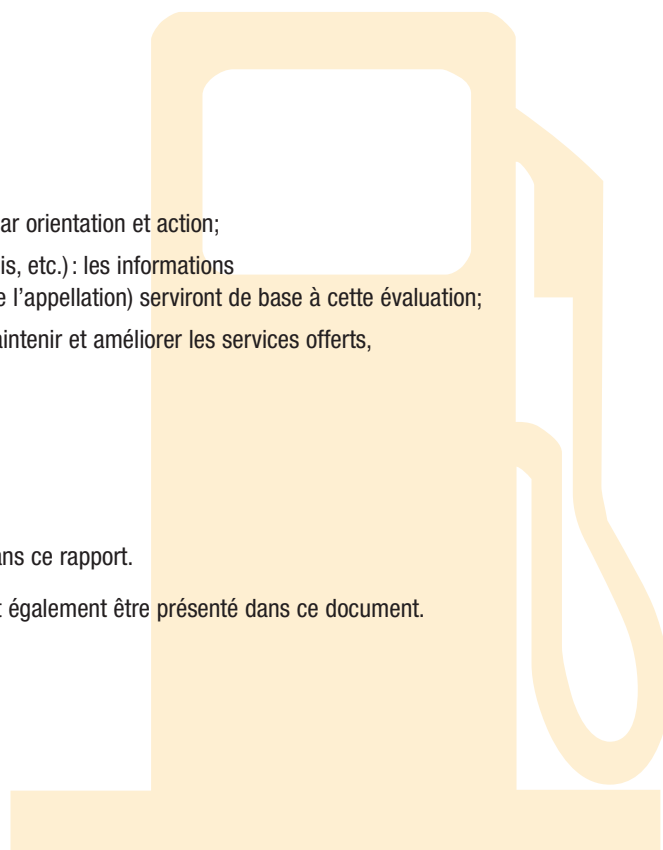 ar orientation et action;
is, etc.) : les informations
e l’appellation) serviront de base à cette évaluation;
aintenir et améliorer les services offerts,
ans ce rapport.
t également être présenté dans ce document.